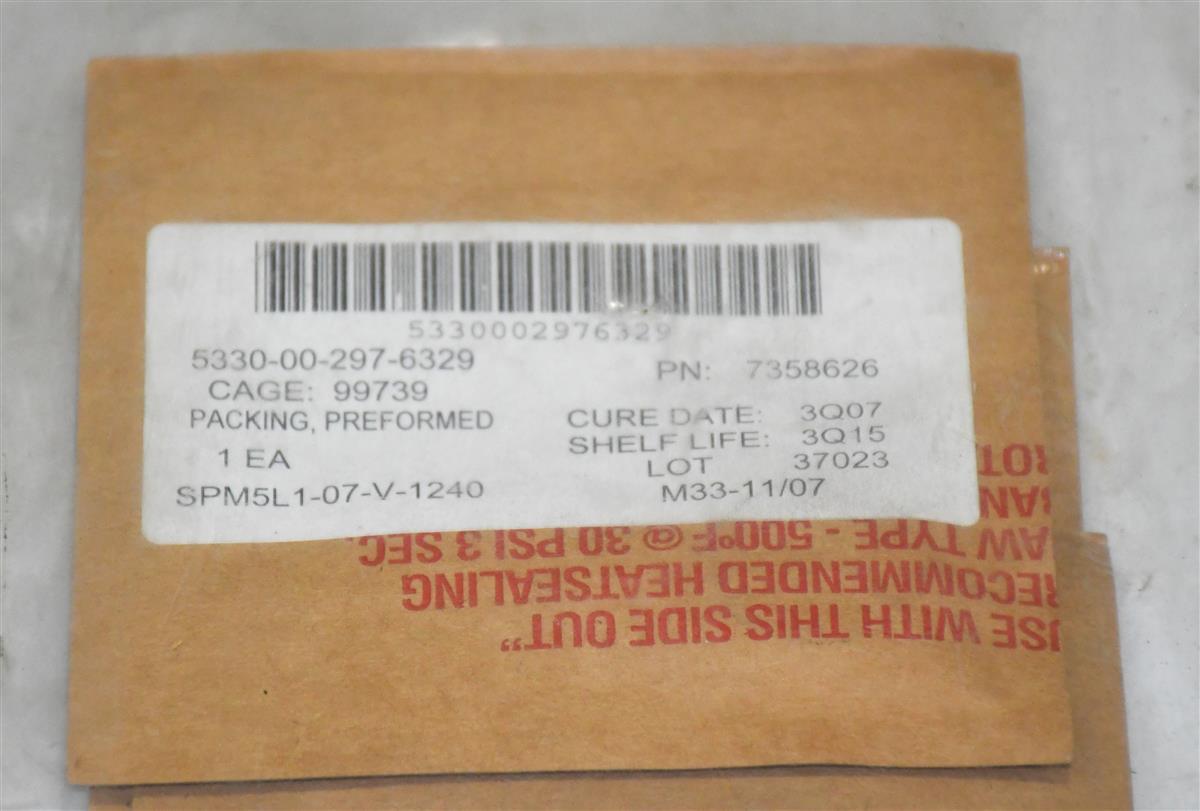 5330002976329
5330-00-297-6329
PN: 7358626
CAGE: 99739
PACKING, PREFORMED
CURE DATE: 3Q07
SHELF LIFE: 3Q15
1 EA
LOT 37023
SPM5L1-07-V-1240
M33-11/07
USE WITH THIS SIDE OUT"
RECOMMENDED HEATSEALING
JAW TYPE - 500°F @ 30 PSI 3 SEC.